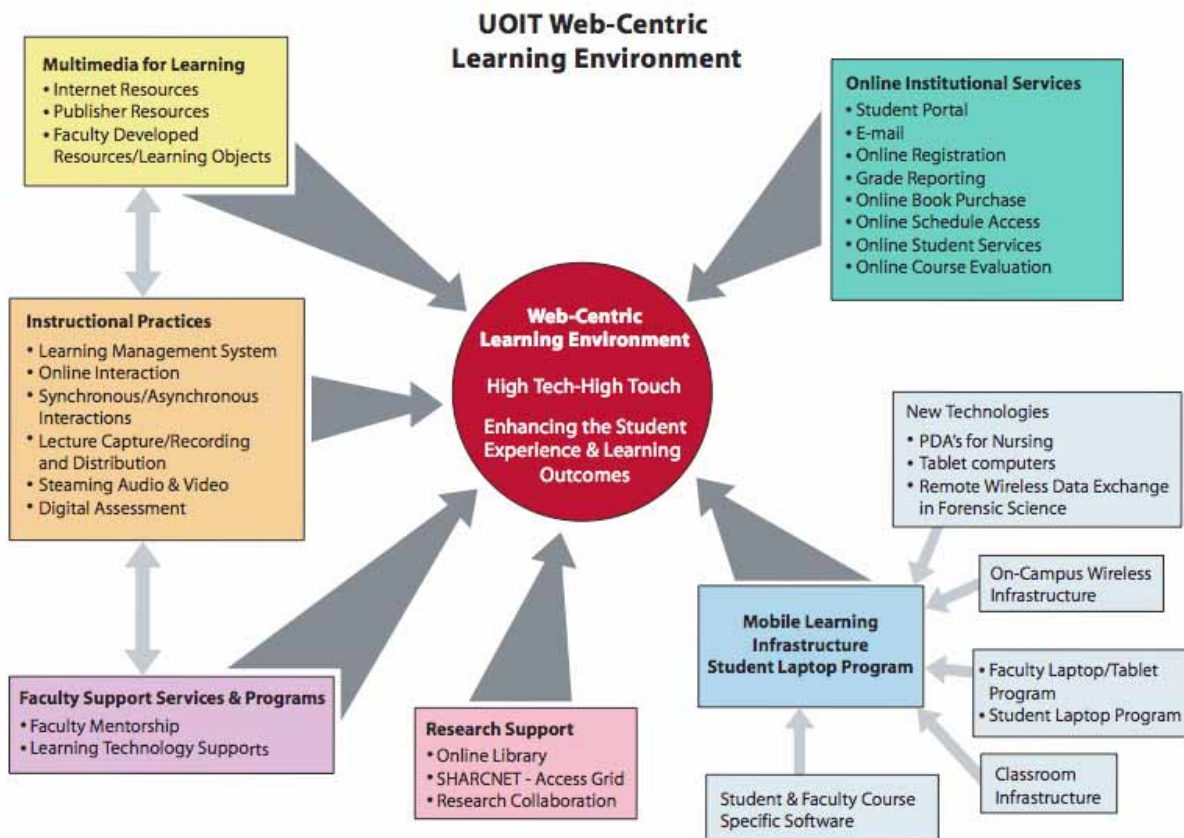 UOIT Web-Centric
Learning Environment
Multimedia for Learning
• Internet Resources
• Publisher Resources
• Faculty Developed
Resources/Learning Objects
Online Institutional Services
• Student Portal
• E-mail
• Online Registration
• Grade Reporting
• Online Book Purchase
• Online Schedule Access
• Online Student Services
• Online Course Evaluation
Instructional Practices
• Learning Management System
• Online Interaction
• Synchronous/Asynchronous
Interactions
• Lecture Capture/Recording
and Distribution
• Steaming Audio & Video
• Digital Assessment
Web-Centric
Learning Environment
High Tech-High Touch
Enhancing the Student
Experience & Learning
Outcomes
New Technologies
• PDA's for Nursing
• Tablet computers
• Remote Wireless Data Exchange
in Forensic Science
On-Campus Wireless
Infrastructure
Mobile Learning
Infrastructure
Student Laptop Program
• Faculty Laptop/Tablet
Program
• Student Laptop Program
Faculty Support Services & Programs
• Faculty Mentorship
• Learning Technology Supports
Research Support
• Online Library
• SHARCNET - Access Grid
• Research Collaboration
Student & Faculty Course
Specific Software
Classroom
Infrastructure